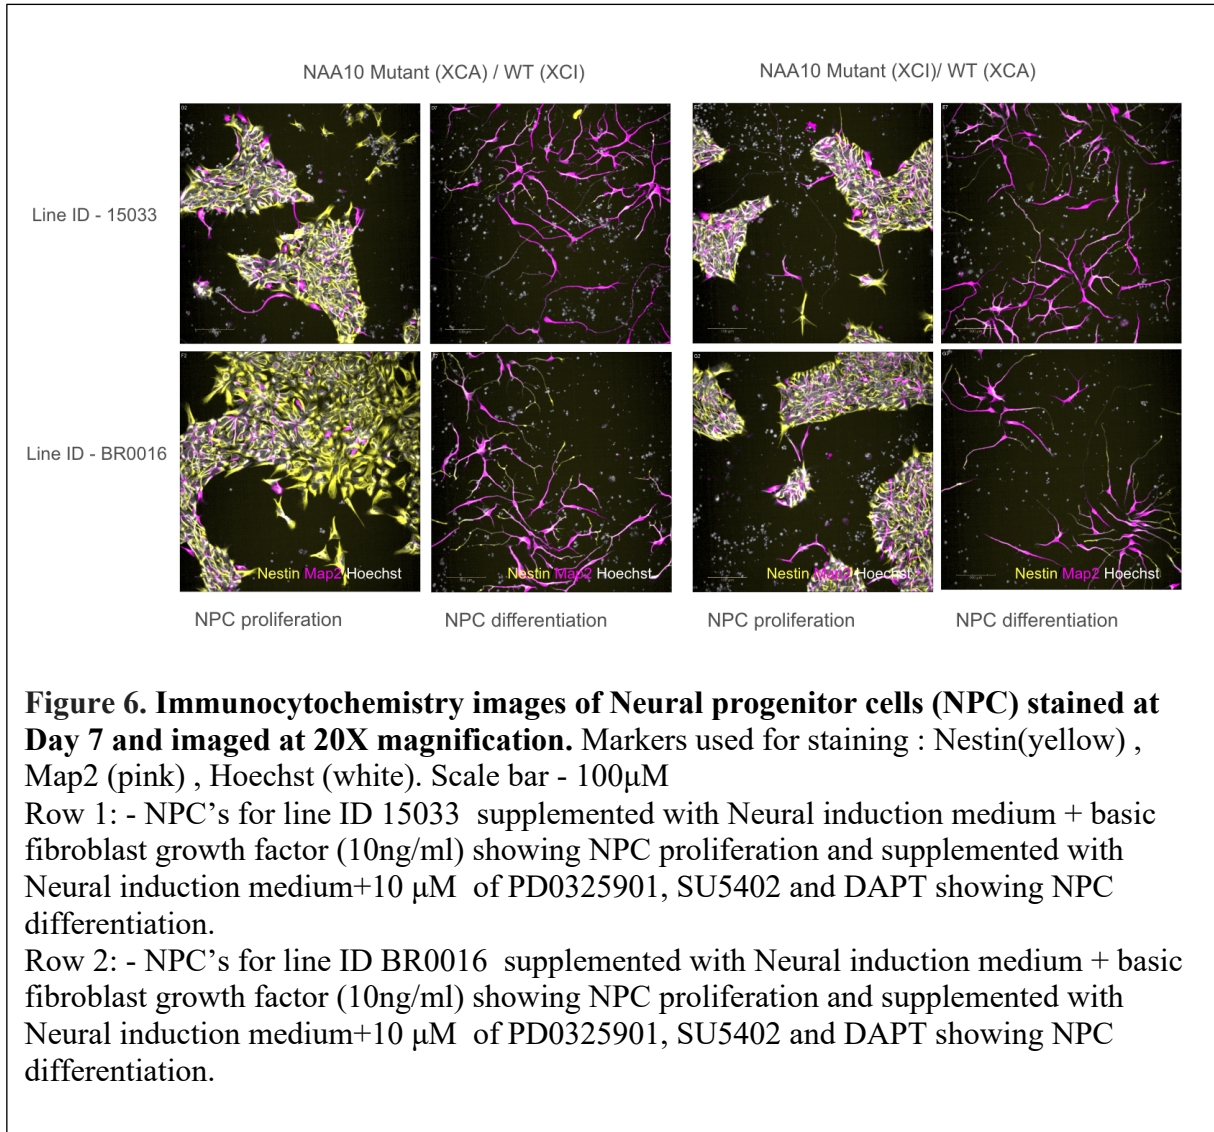 NAA10 Mutant (XCA) / WT (XCI)
NAA10 Mutant (XCI)/ WT (XCA)
Line ID - 15033
Line ID - BR0016
Nestin Map2 Hoechst
Nestin Map2 Hoechst
Nestin Map2 Hoechst
Nestin Map2 Hoechst
NPC proliferation
NPC differentiation
NPC proliferation
NPC differentiation
Figure 6. Immunocytochemistry images of Neural progenitor cells (NPC) stained at
Day 7 and imaged at 20X magnification. Markers used for staining : Nestin(yellow) ,
Map2 (pink) , Hoechst (white). Scale bar - 100μM
Row 1: - NPC’s for line ID 15033  supplemented with Neural induction medium + basic
fibroblast growth factor (10ng/ml) showing NPC proliferation and supplemented with
Neural induction medium+10 μM  of PD0325901, SU5402 and DAPT showing NPC
differentiation.
Row 2: - NPC’s for line ID BR0016  supplemented with Neural induction medium + basic
fibroblast growth factor (10ng/ml) showing NPC proliferation and supplemented with
Neural induction medium+10 μM  of PD0325901, SU5402 and DAPT showing NPC
differentiation.